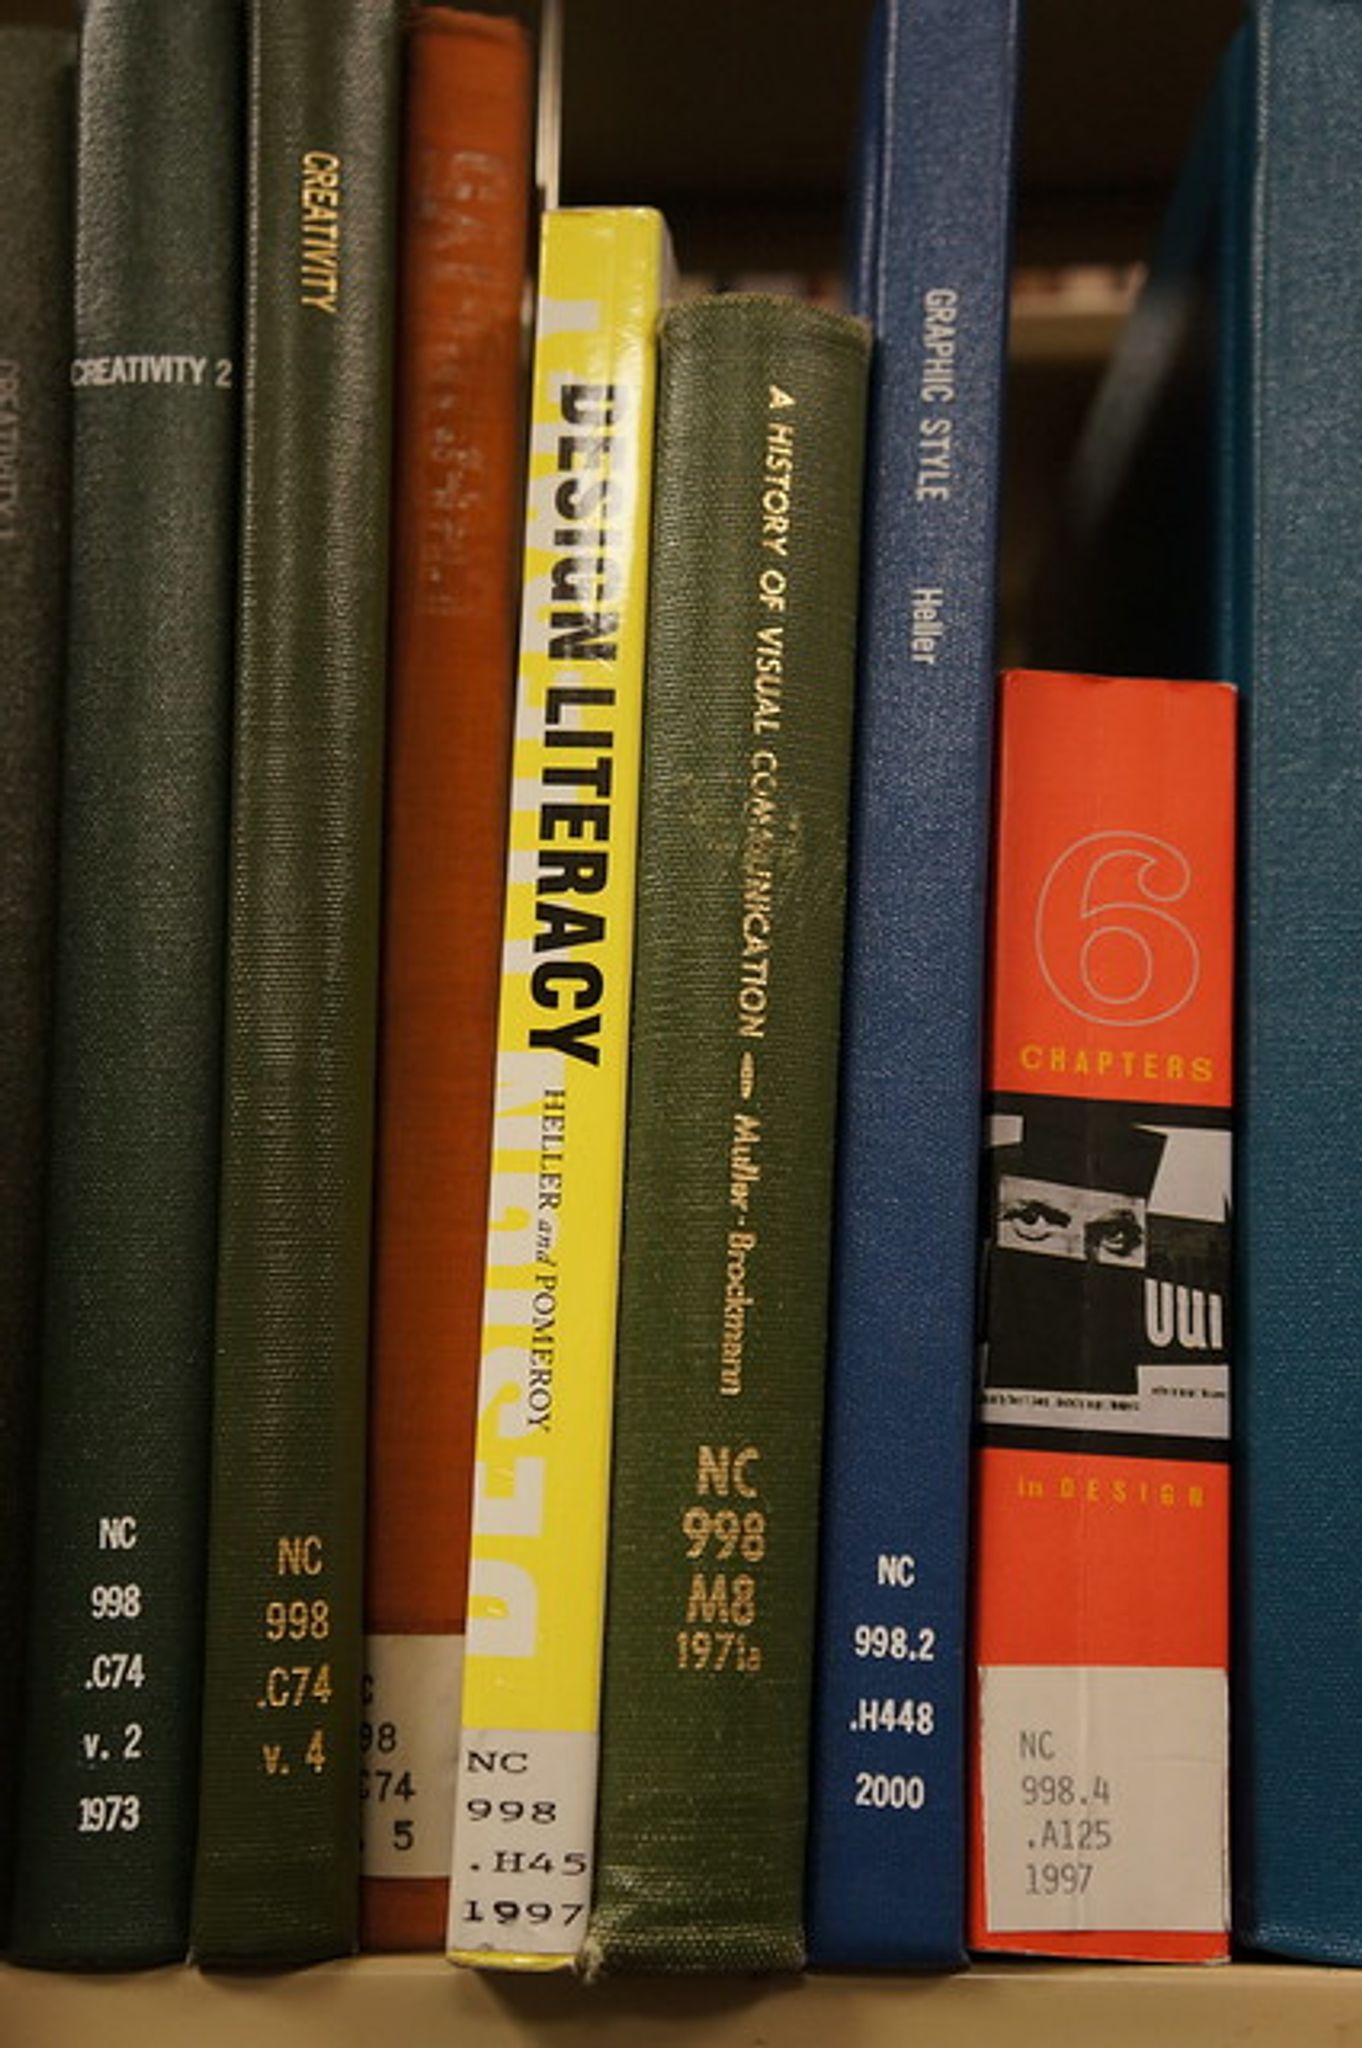 CREATIVITY 2
NC
998
.C74
v. 2
1973
CREATIVITY
NC
998
.C74
v. 4
98
C74
5
DESIGN LITERACY HELLER and POMEROY
NC
998
.H45
1997
A HISTORY OF VISUAL COMMUNICATION Muller-Brockmann
NC
998
M8
1971a
GRAPHIC STYLE Heller
NC
998.2
.H448
2000
6
CHAPTERS
in DESIGN
NC
998.4
.A125
1997